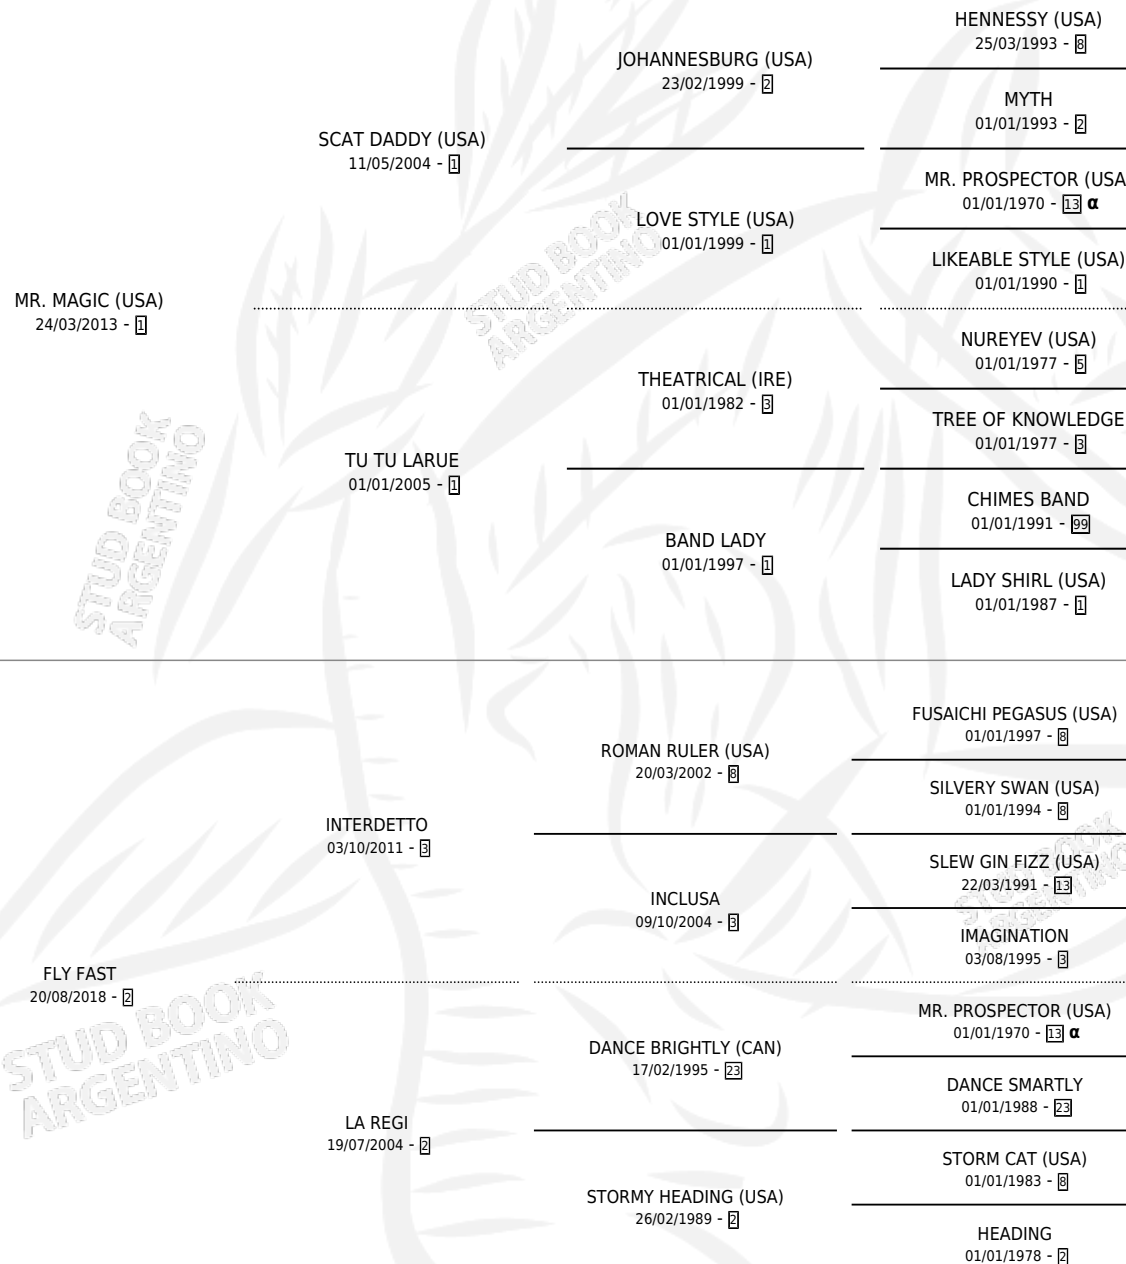 HENNESSY (USA)
25/03/1993 - 8
JOHANNESBURG (USA)
23/02/1999 - 2
MYTH
01/01/1993 - 2
SCAT DADDY (USA)
11/05/2004 - 1
MR. PROSPECTOR (USA
01/01/1970 - 13 α
LOVE STYLE (USA)
01/01/1999 - 1
LIKEABLE STYLE (USA)
01/01/1990 - 1
MR. MAGIC (USA)
24/03/2013 - 1
NUREYEV (USA)
01/01/1977 - 5
THEATRICAL (IRE)
01/01/1982 - 3
TREE OF KNOWLEDGE
01/01/1977 - 3
TU TU LARUE
01/01/2005 - 1
CHIMES BAND
01/01/1991 - 99
BAND LADY
01/01/1997 - 1
LADY SHIRL (USA)
01/01/1987 - 1
FUSAICHI PEGASUS (USA)
01/01/1997 - 8
ROMAN RULER (USA)
20/03/2002 - 8
SILVERY SWAN (USA)
01/01/1994 - 8
INTERDETTO
03/10/2011 - 3
SLEW GIN FIZZ (USA)
22/03/1991 - 13
INCLUSA
09/10/2004 - 3
IMAGINATION
03/08/1995 - 3
FLY FAST
20/08/2018 - 2
MR. PROSPECTOR (USA)
01/01/1970 - 13 α
DANCE BRIGHTLY (CAN)
17/02/1995 - 23
DANCE SMARTLY
01/01/1988 - 23
LA REGI
19/07/2004 - 2
STORM CAT (USA)
01/01/1983 - 8
STORMY HEADING (USA)
26/02/1989 - 2
HEADING
01/01/1978 - 2
STUD BOOK
ARGENTINO
STUD BOOK
ARGENTINO
STUD BOOK
ARGENTINO
STUD BOOK
ARGENTINO